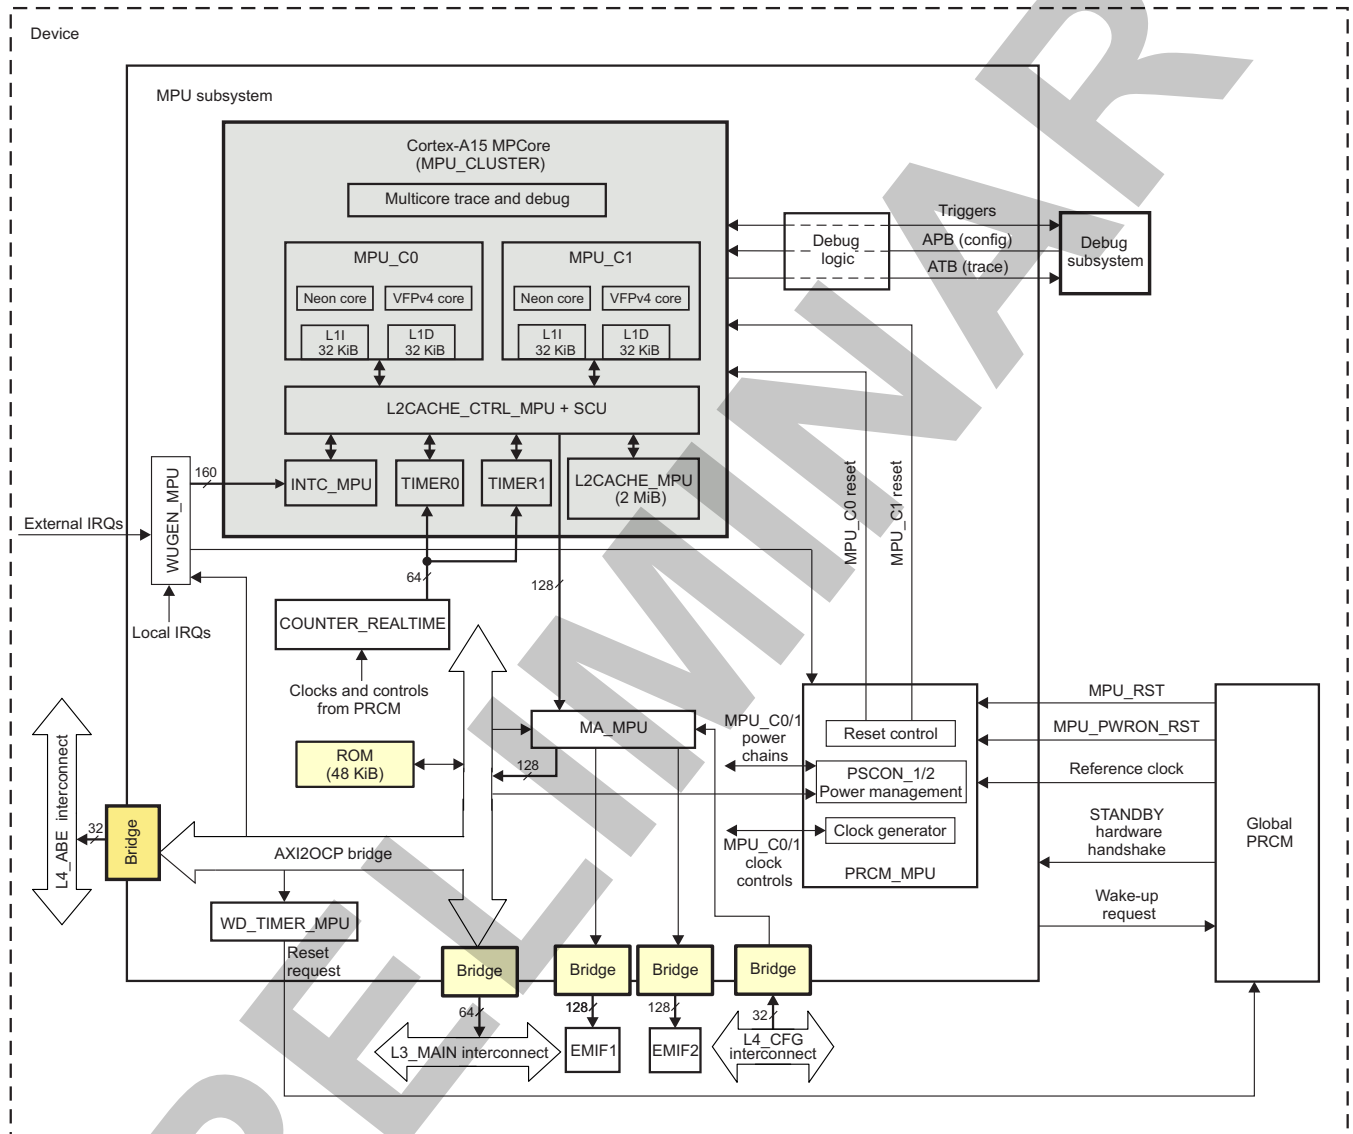 Device
MPU subsystem
Cortex-A15 MPCore
(MPU_CLUSTER)
Multicore trace and debug
MPU_C0
Neon core
VFPv4 core
L1I
32 KiB
L1D
32 KiB
MPU_C1
Neon core
VFPv4 core
L1I
32 KiB
L1D
32 KiB
L2CACHE_CTRL_MPU + SCU
INTC_MPU
TIMER0
TIMER1
L2CACHE_MPU
(2 MiB)
Triggers
APB (config)
ATB (trace)
Debug
logic
Debug
subsystem
160
WUGEN_MPU
External IRQs
Local IRQs
64
128
MPU_C0 reset
MPU_C1 reset
COUNTER_REALTIME
Clocks and controls
from PRCM
ROM
(48 KiB)
MA_MPU
128
MPU_C0/1
power
chains
MPU_C0/1
clock
controls
Reset control
PSCON_1/2
Power management
Clock generator
PRCM_MPU
MPU_RST
MPU_PWRON_RST
Reference clock
STANDBY
hardware
handshake
Wake-up
request
Global
PRCM
L4_ABE interconnect
32
Bridge
AXI2OCP bridge
WD_TIMER_MPU
Reset
request
Bridge
Bridge
Bridge
Bridge
64
128
128
32
L3_MAIN interconnect
EMIF1
EMIF2
L4_CFG
interconnect
PRELIMINAR